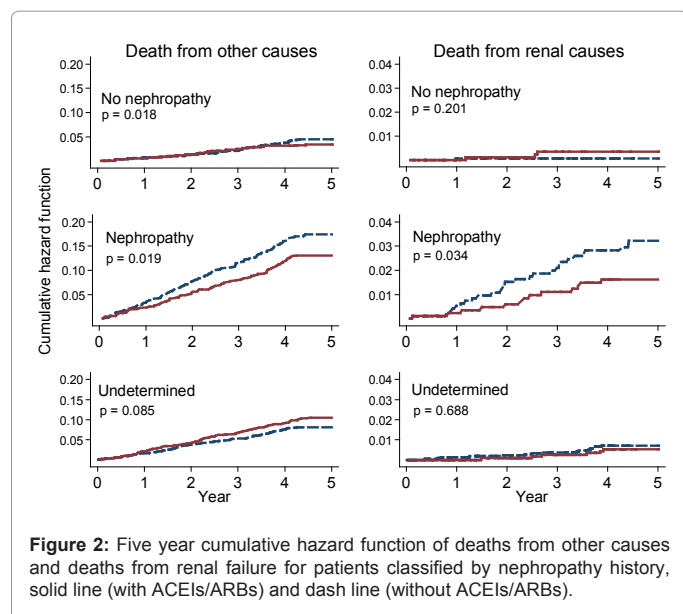 Death from other causes
Death from renal causes
Cumulative hazard function
0.20
0.15
0.10
0.05
No nephropathy
p = 0.018
0 1 2 3 4 5
0.04
0.03
0.02
0.01
No nephropathy
p = 0.201
0 1 2 3 4 5
0.20
0.15
0.10
0.05
Nephropathy
p = 0.019
0 1 2 3 4 5
0.04
0.03
0.02
0.01
Nephropathy
p = 0.034
0 1 2 3 4 5
0.20
0.15
0.10
0.05
Undetermined
p = 0.085
0 1 2 3 4 5
Year
0.04
0.03
0.02
0.01
Undetermined
p = 0.688
0 1 2 3 4 5
Year
Figure 2: Five year cumulative hazard function of deaths from other causes
and deaths from renal failure for patients classified by nephropathy history,
solid line (with ACEIs/ARBs) and dash line (without ACEIs/ARBs).